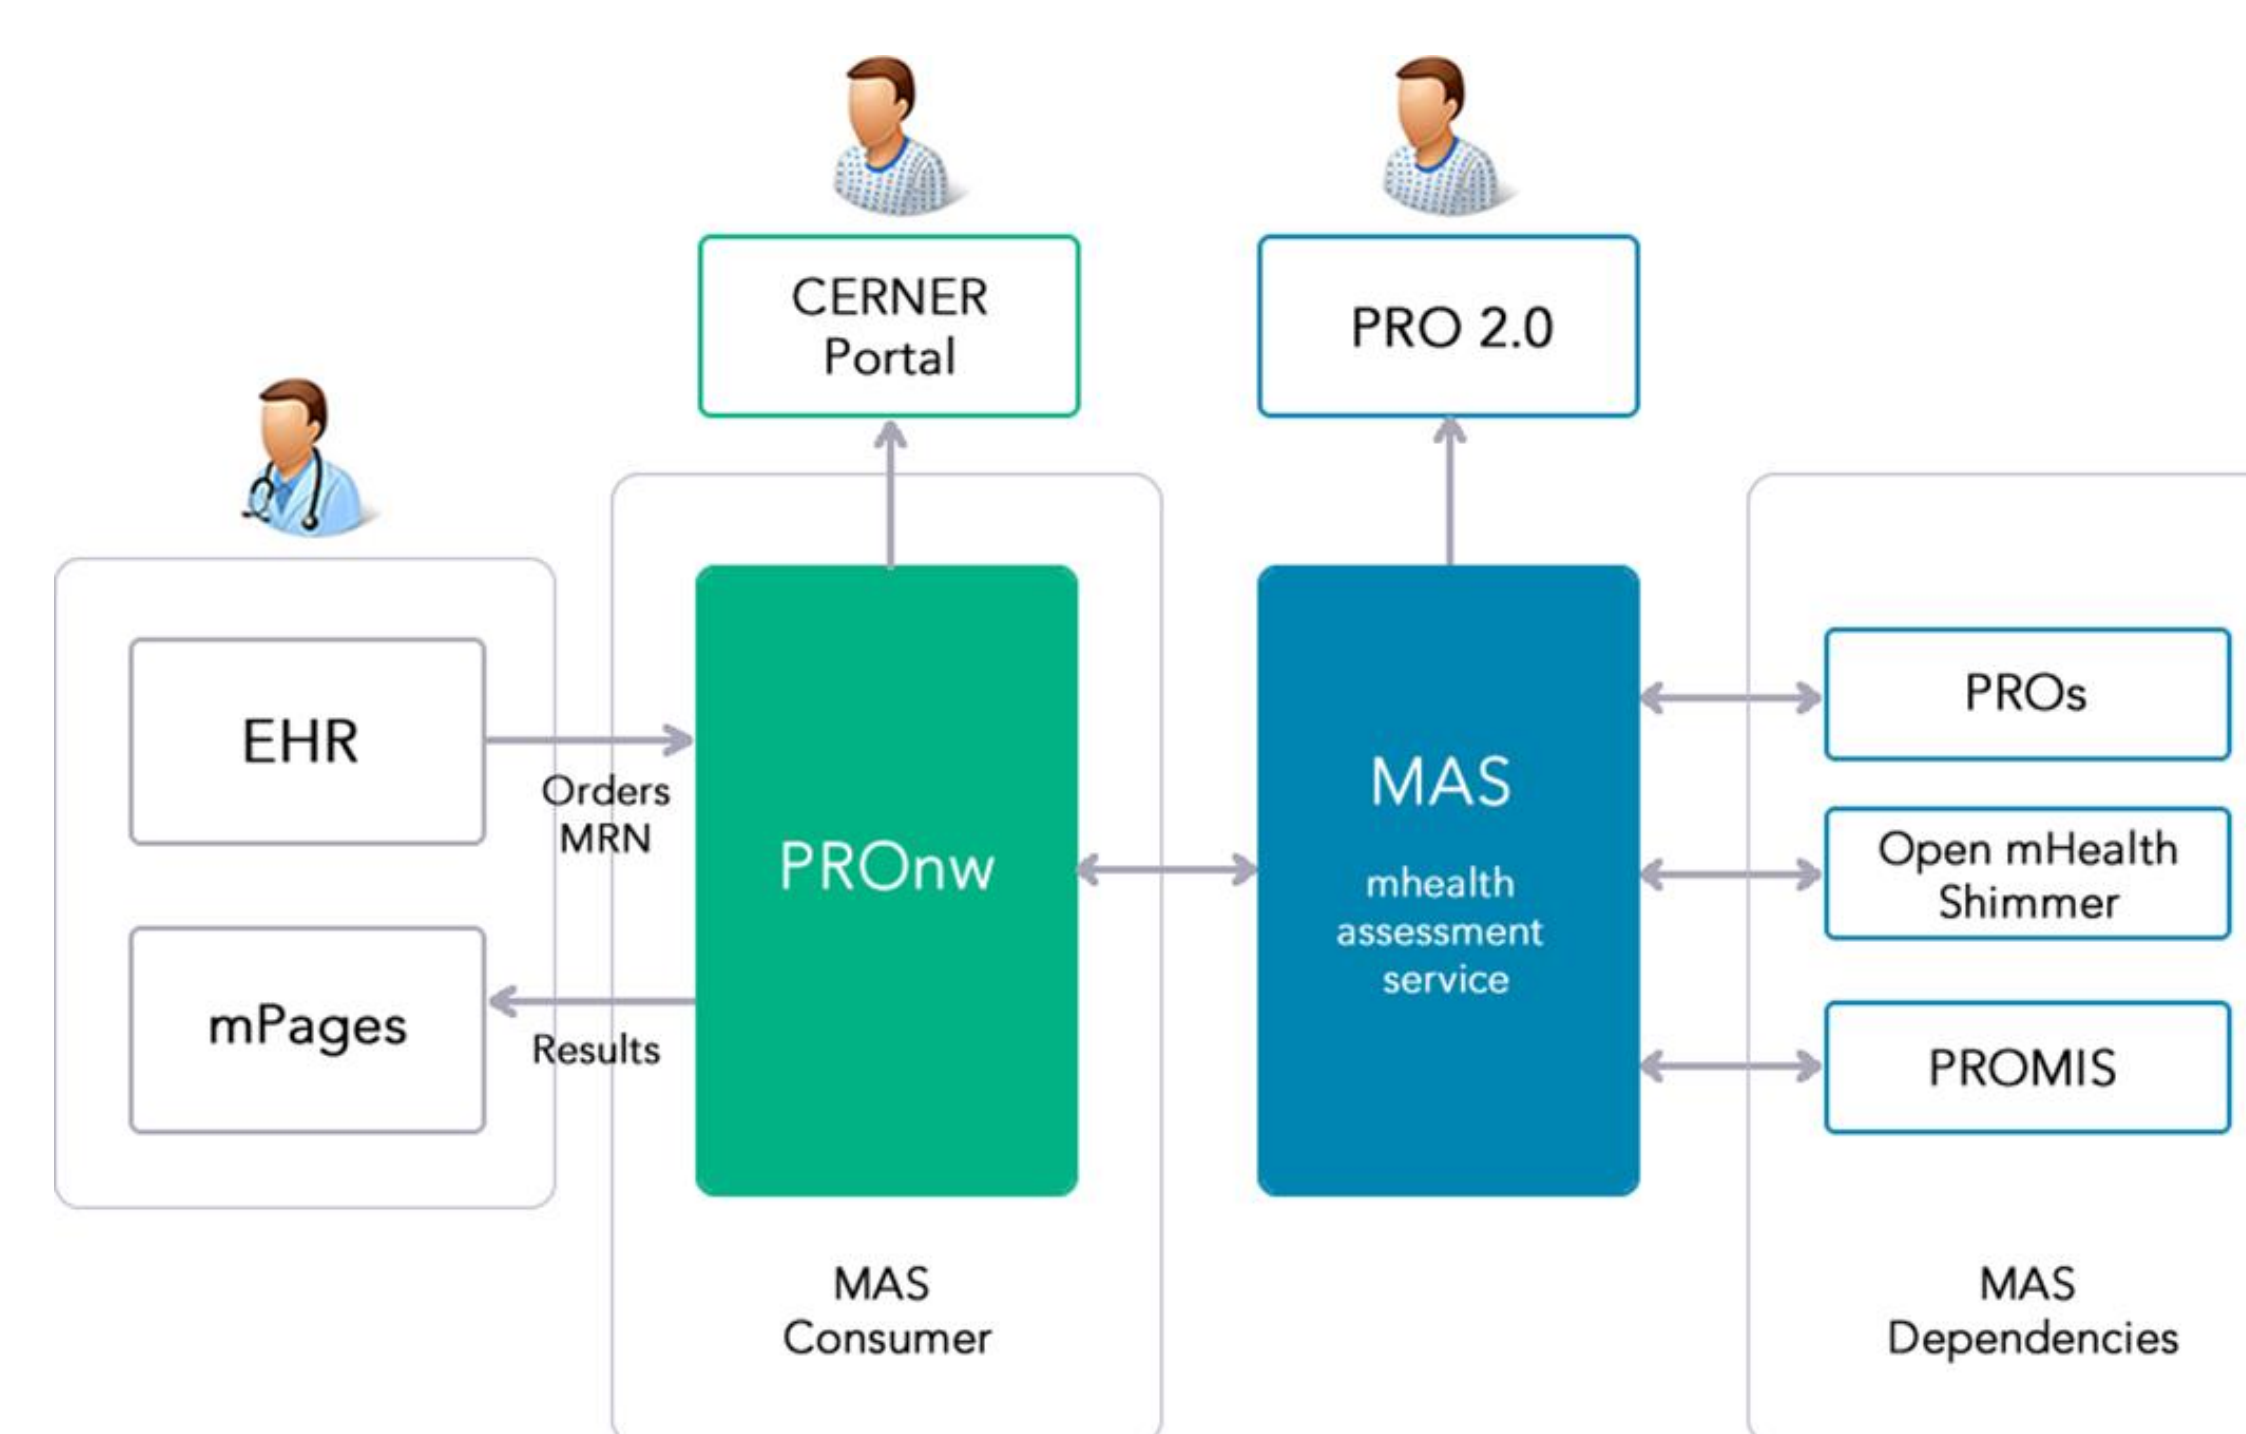 CERNER
Portal
PRO 2.0
EHR
Orders
MRN
mPages
Results
PROnw
MAS
Consumer
MAS
mhealth
assessment
service
PROs
Open mHealth
Shimmer
PROMIS
MAS
Dependencies